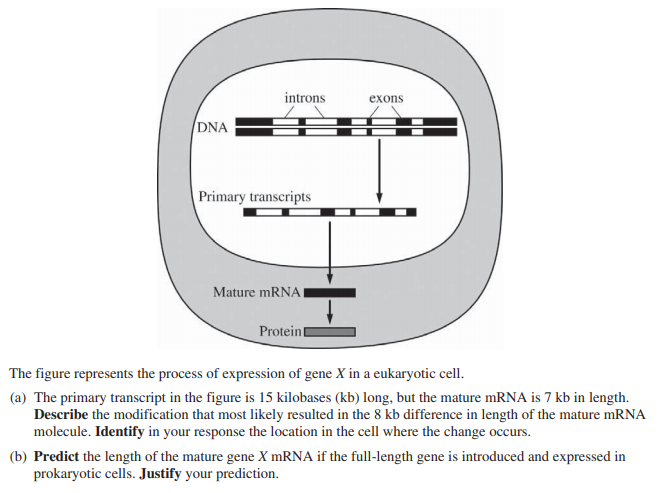 introns exons
DNA
Primary transcripts
Mature mRNA
Protein
The figure represents the process of expression of gene X in a eukaryotic cell.
(a) The primary transcript in the figure is 15 kilobases (kb) long, but the mature mRNA is 7 kb in length.
Describe the modification that most likely resulted in the 8 kb difference in length of the mature mRNA
molecule. Identify in your response the location in the cell where the change occurs.
(b) Predict the length of the mature gene X mRNA if the full-length gene is introduced and expressed in
prokaryotic cells. Justify your prediction.